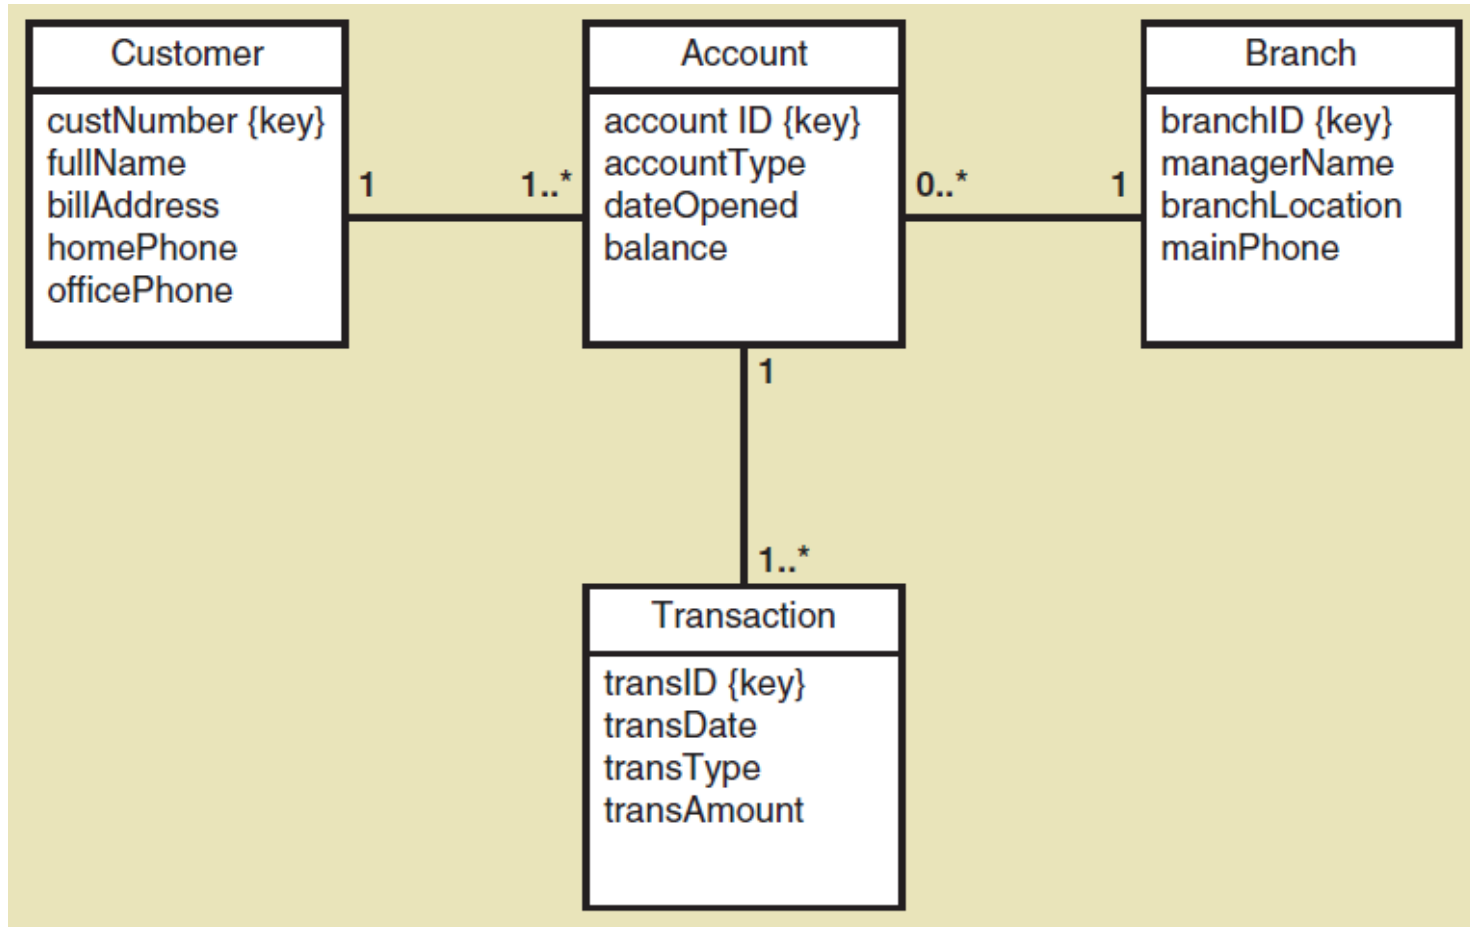 Customer
custNumber {key}
fullName
billAddress
homePhone
officePhone
1
1..*
Account
account ID {key}
accountType
dateOpened
balance
0..*
1
Branch
branchID {key}
managerName
branchLocation
mainPhone
1
1..*
Transaction
transID {key}
transDate
transType
transAmount